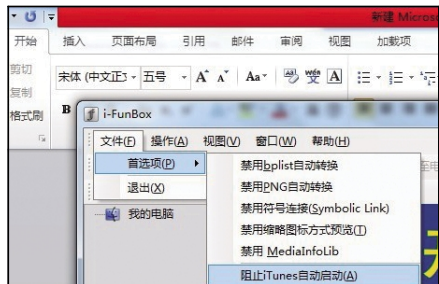 新建 Micros
开始 插入 页面布局 引用 邮件 审阅 视图 加载项
剪切
宋体 (中文正 五号 A A Aa wén A
复制
格式刷 B
i-FunBox
文件(F) 操作(A) 视图(V) 窗口(W) 帮助(H)
首选项(P) 禁用bplist自动转换
退出(X) 禁用PNG自动转换
我的电脑 禁用符号连接(Symbolic Link)
禁用缩略图标方式预览(T)
禁用 MediaInfoLib
阻止iTunes自动启动(A)